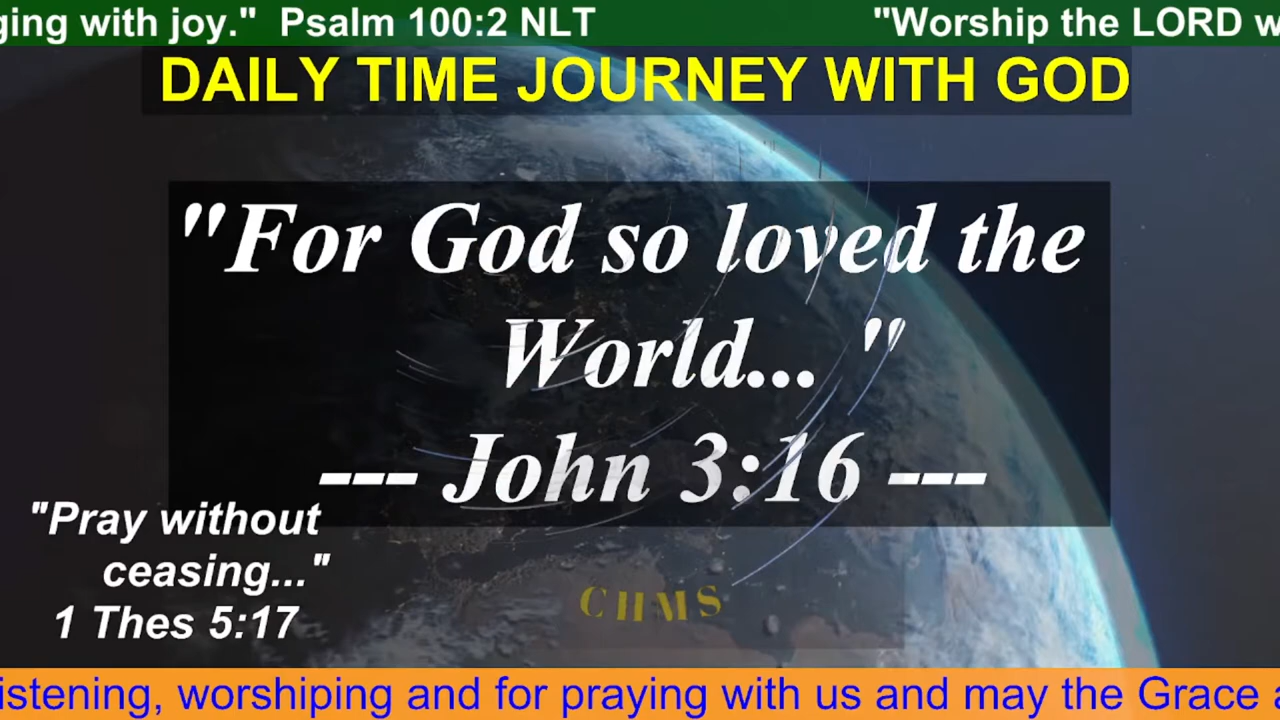 ging with joy."  Psalm 100:2 NLT "Worship the LORD w
DAILY TIME JOURNEY WITH GOD
"For God so loved the
World... "
--- John 3:16 ---
"Pray without
ceasing..."
1 Thes 5:17
CHMS
istening, worshiping and for praying with us and may the Grace a